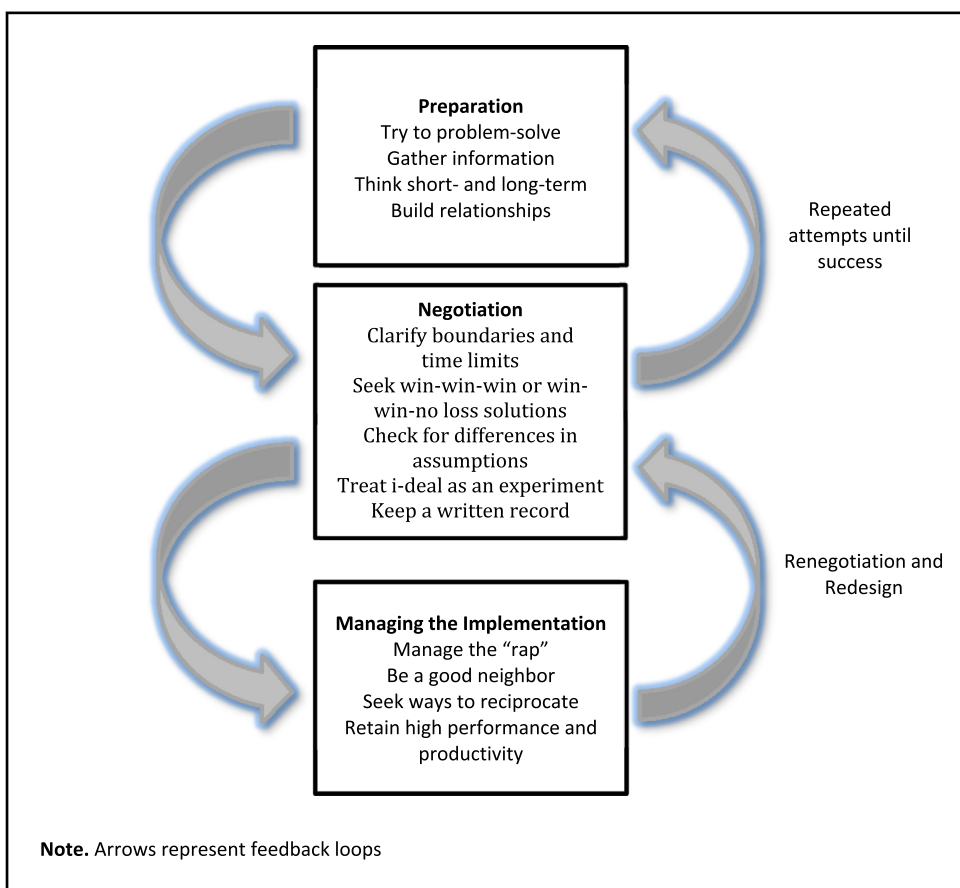 Preparation
Try to problem-solve
Gather information
Think short- and long-term
Build relationships
Repeated
attempts until
success
Negotiation
Clarify boundaries and
time limits
Seek win-win-win or win-
win-no loss solutions
Check for differences in
assumptions
Treat i-deal as an experiment
Keep a written record
Renegotiation and
Redesign
Managing the Implementation
Manage the “rap”
Be a good neighbor
Seek ways to reciprocate
Retain high performance and
productivity
Note. Arrows represent feedback loops